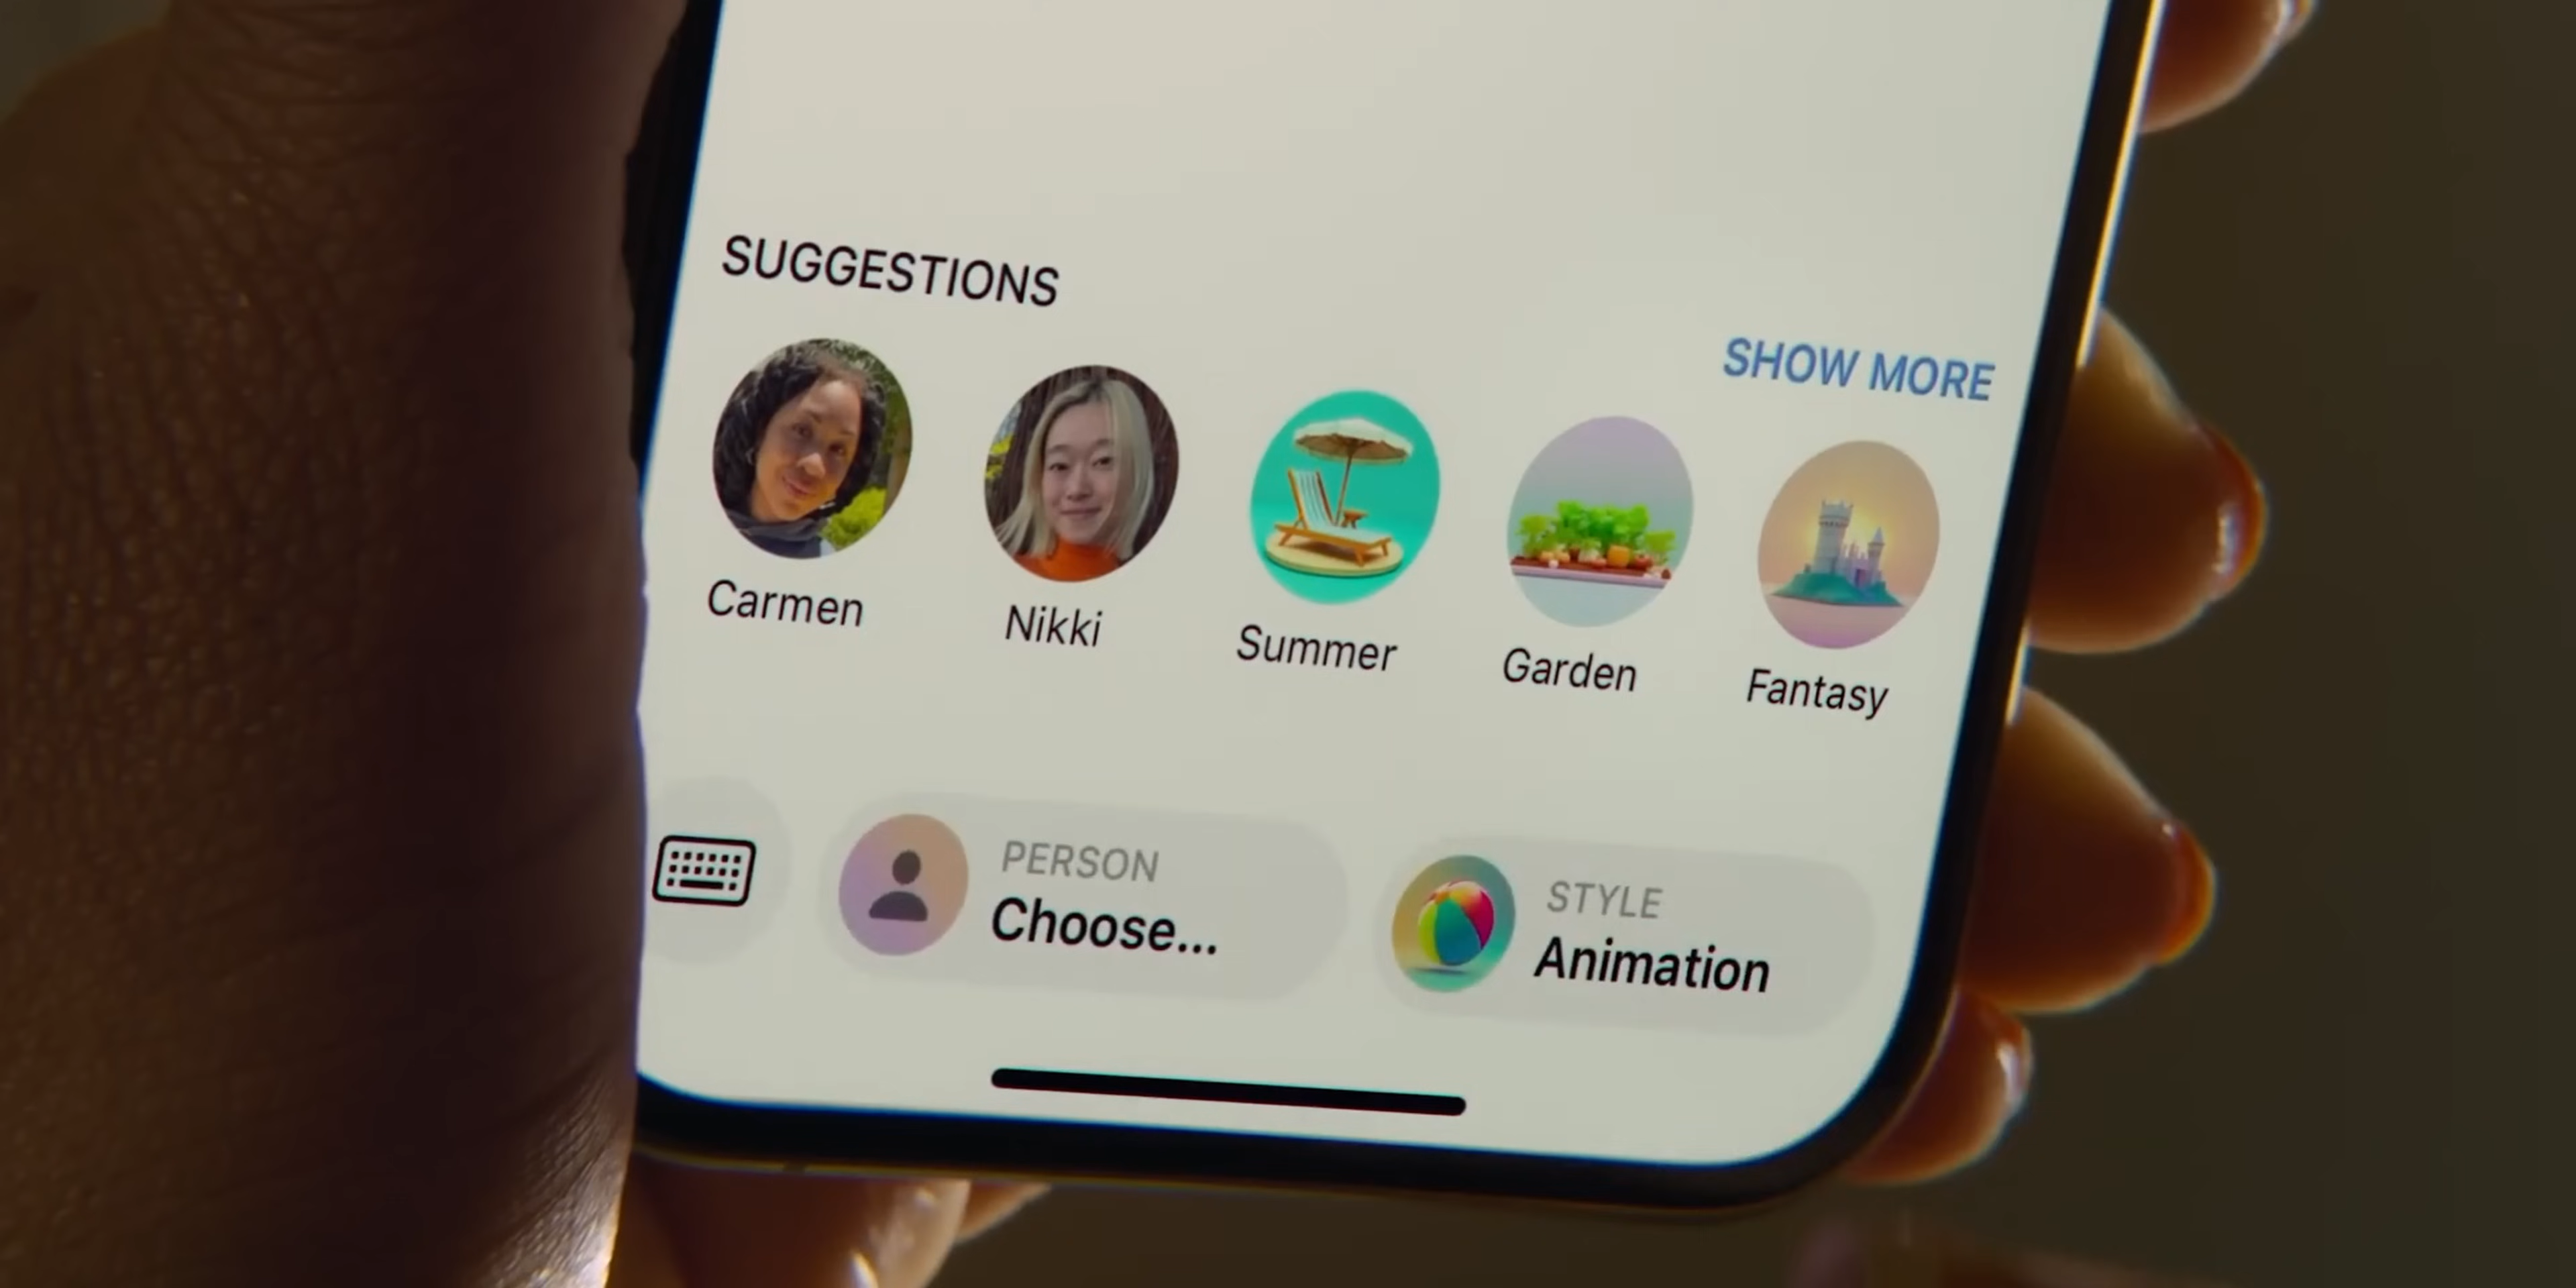 SUGGESTIONS
SHOW MORE
Carmen
Nikki
Summer
Garden
Fantasy
PERSON
Choose...
STYLE
Animation